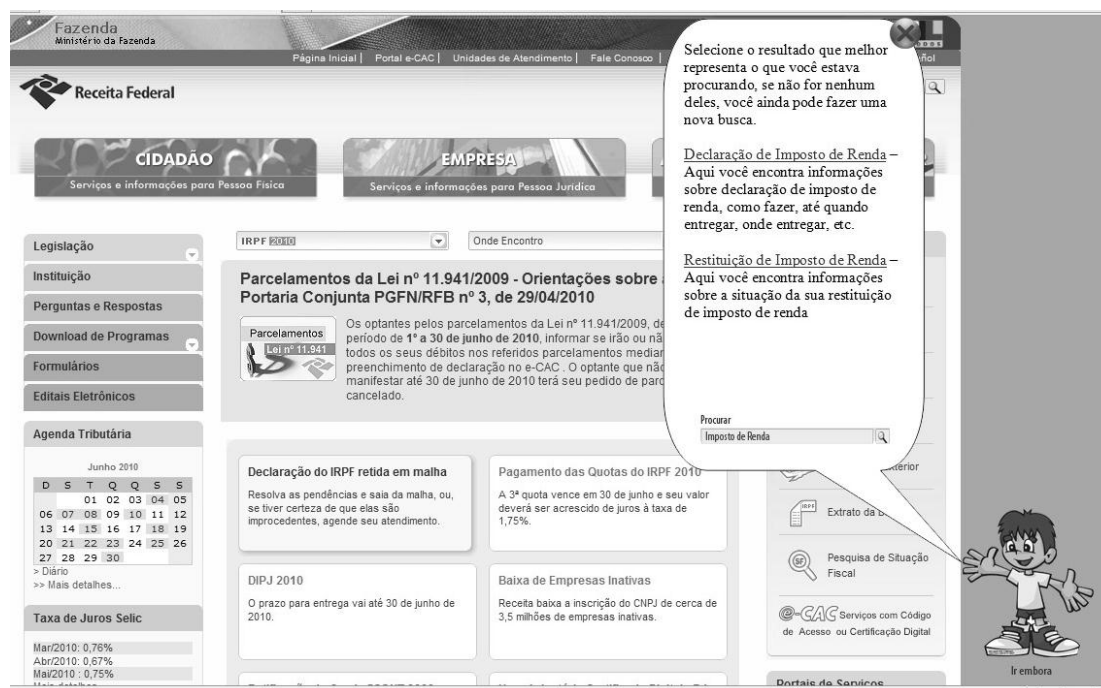 Fazenda
Ministério da Fazenda
Página Inicial | Portal e-CAC | Unidades de Atendimento | Fale Conosco |
Receita Federal
CIDADÃO
Serviços e informações para Pessoa Física
EMPRESA
Serviços e informações para Pessoa Jurídica
Legislação
Instituição
Perguntas e Respostas
Download de Programas
Formulários
Editais Eletrônicos
Agenda Tributária
Junho 2010
D S T Q Q S S
01 02 03 04 05
06 07 08 09 10 11 12
13 14 15 16 17 18 19
20 21 22 23 24 25 26
27 28 29 30
> Diário
>> Mais detalhes...
Taxa de Juros Selic
Mar/2010: 0,76%
Abr/2010: 0,67%
Mai/2010 : 0,75%
IRPF 2010
Onde Encontro
Parcelamentos da Lei nº 11.941/2009 - Orientações sobre
Portaria Conjunta PGFN/RFB nº 3, de 29/04/2010
Parcelamentos
Lei nº 11.941
Os optantes pelos parcelamentos da Lei nº 11.941/2009,
período de 1º a 30 de junho de 2010, informar se irão ou
todos os seus débitos nos referidos parcelamentos
preenchimento de declaração no e-CAC . O optante que
manifestar até 30 de junho de 2010 terá seu pedido de
cancelado.
Declaração do IRPF retida em malha
Resolva as pendências e saia da malha, ou,
se tiver certeza de que elas são
improcedentes, agende seu atendimento.
Pagamento das Quotas do IRPF 2010
A 3ª quota vence em 30 de junho e seu valor
deverá ser acrescido de juros à taxa de
1,75%.
DIPJ 2010
O prazo para entrega vai até 30 de junho de
2010.
Baixa de Empresas Inativas
Receita baixa a inscrição do CNPJ de cerca de
3,5 milhões de empresas inativas.
Extrato da
Pesquisa de Situação
Fiscal
e-CAC Serviços com Código
de Acesso ou Certificação Digital
Portais de Serviços
Selecione o resultado que melhor
representa o que você estava
procurando, se não for nenhum
deles, você ainda pode fazer uma
nova busca.
Declaração de Imposto de Renda –
Aqui você encontra informações
sobre declaração de imposto de
renda, como fazer, até quando
entregar, onde entregar, etc.
Restituição de Imposto de Renda –
Aqui você encontra informações
sobre a situação da sua restituição
de imposto de renda
Procurar
Imposto de Renda
Ir embora